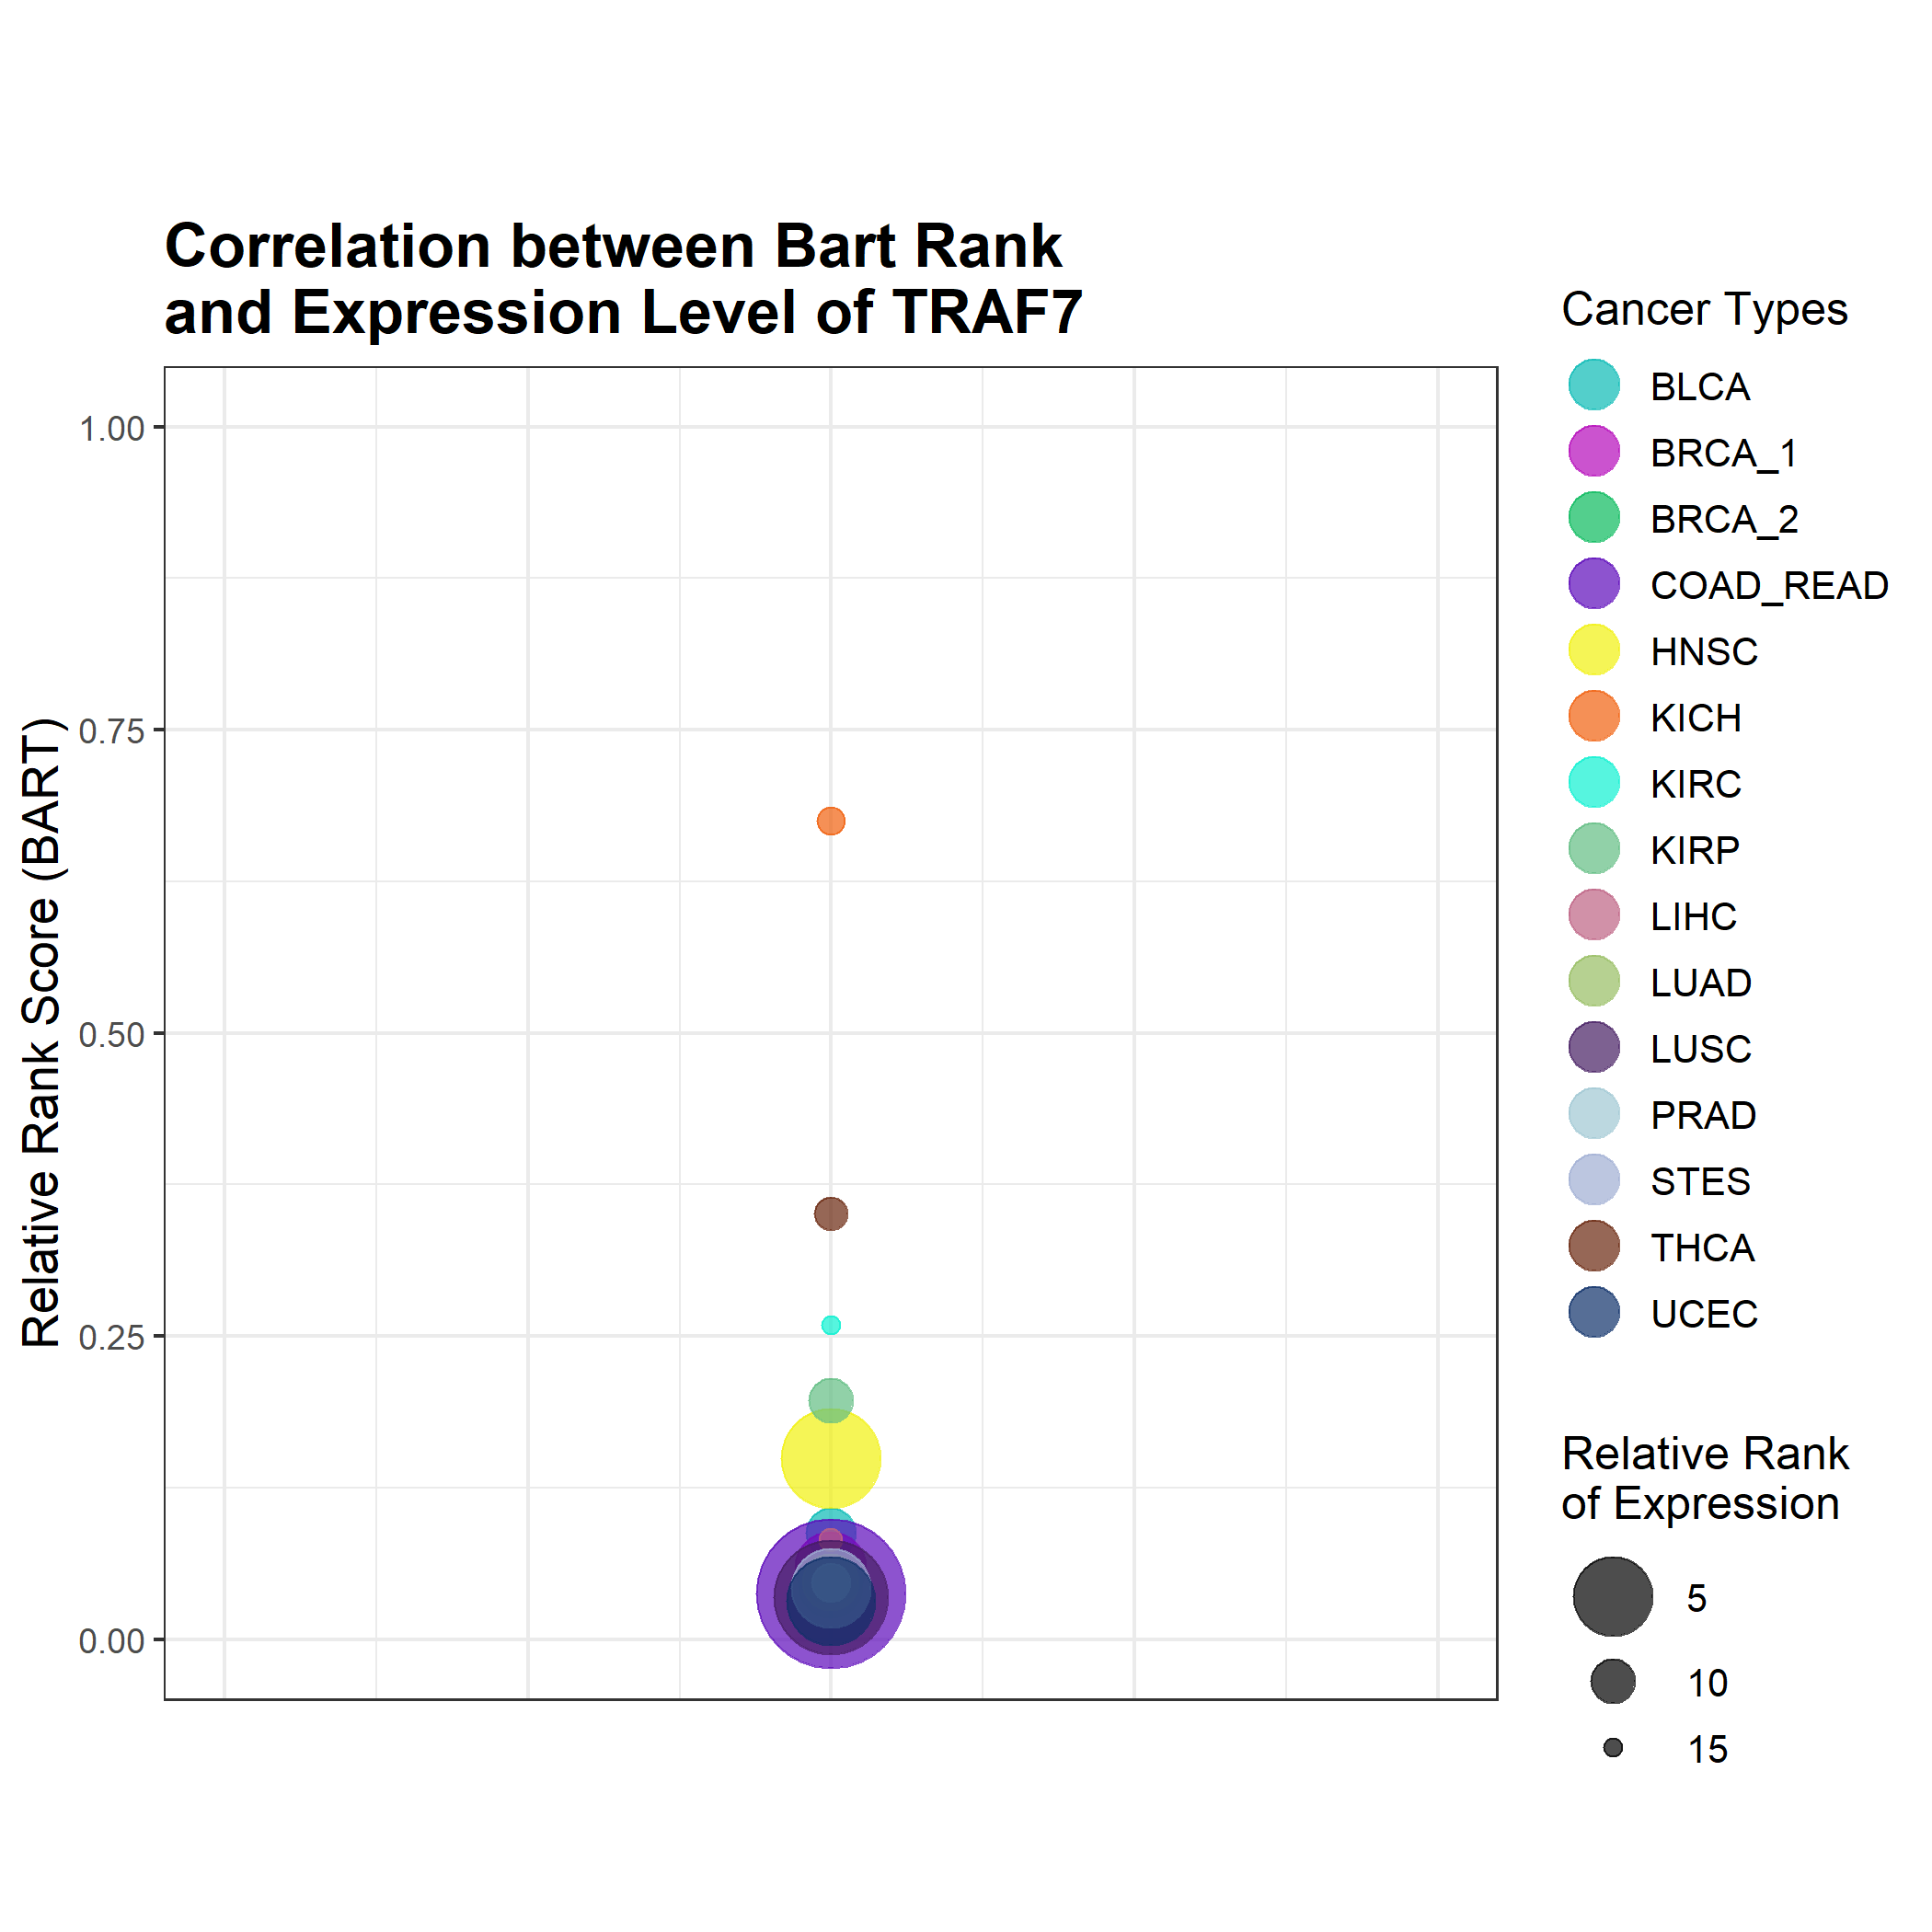 Correlation between Bart Rank
and Expression Level of TRAF7
Relative Rank Score (BART)
1.00
0.75
0.50
0.25
0.00
Cancer Types
BLCA
BRCA_1
BRCA_2
COAD_READ
HNSC
KICH
KIRC
KIRP
LIHC
LUAD
LUSC
PRAD
STES
THCA
UCEC
Relative Rank
of Expression
5
10
15